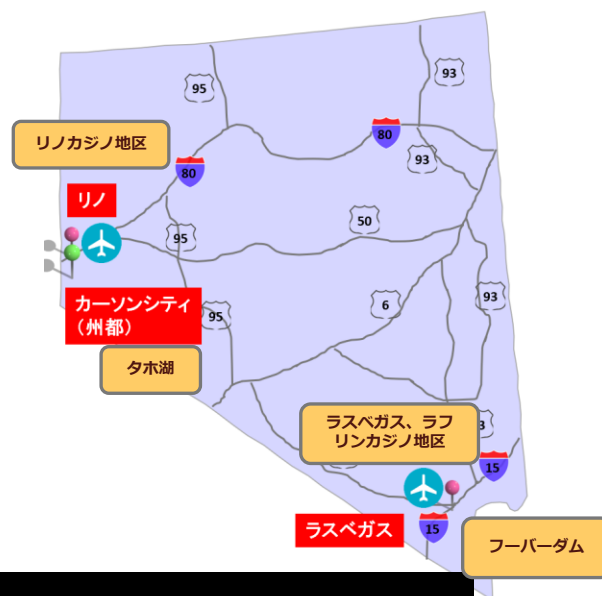 93
95
80
リノカジノ地区
93
80
リノ
50
95
カーソンシティ
（州都）
95
6
93
タホ湖
ラスベガス、ラフ
リンカジノ地区
3
15
ラスベガス
15
フーバーダム